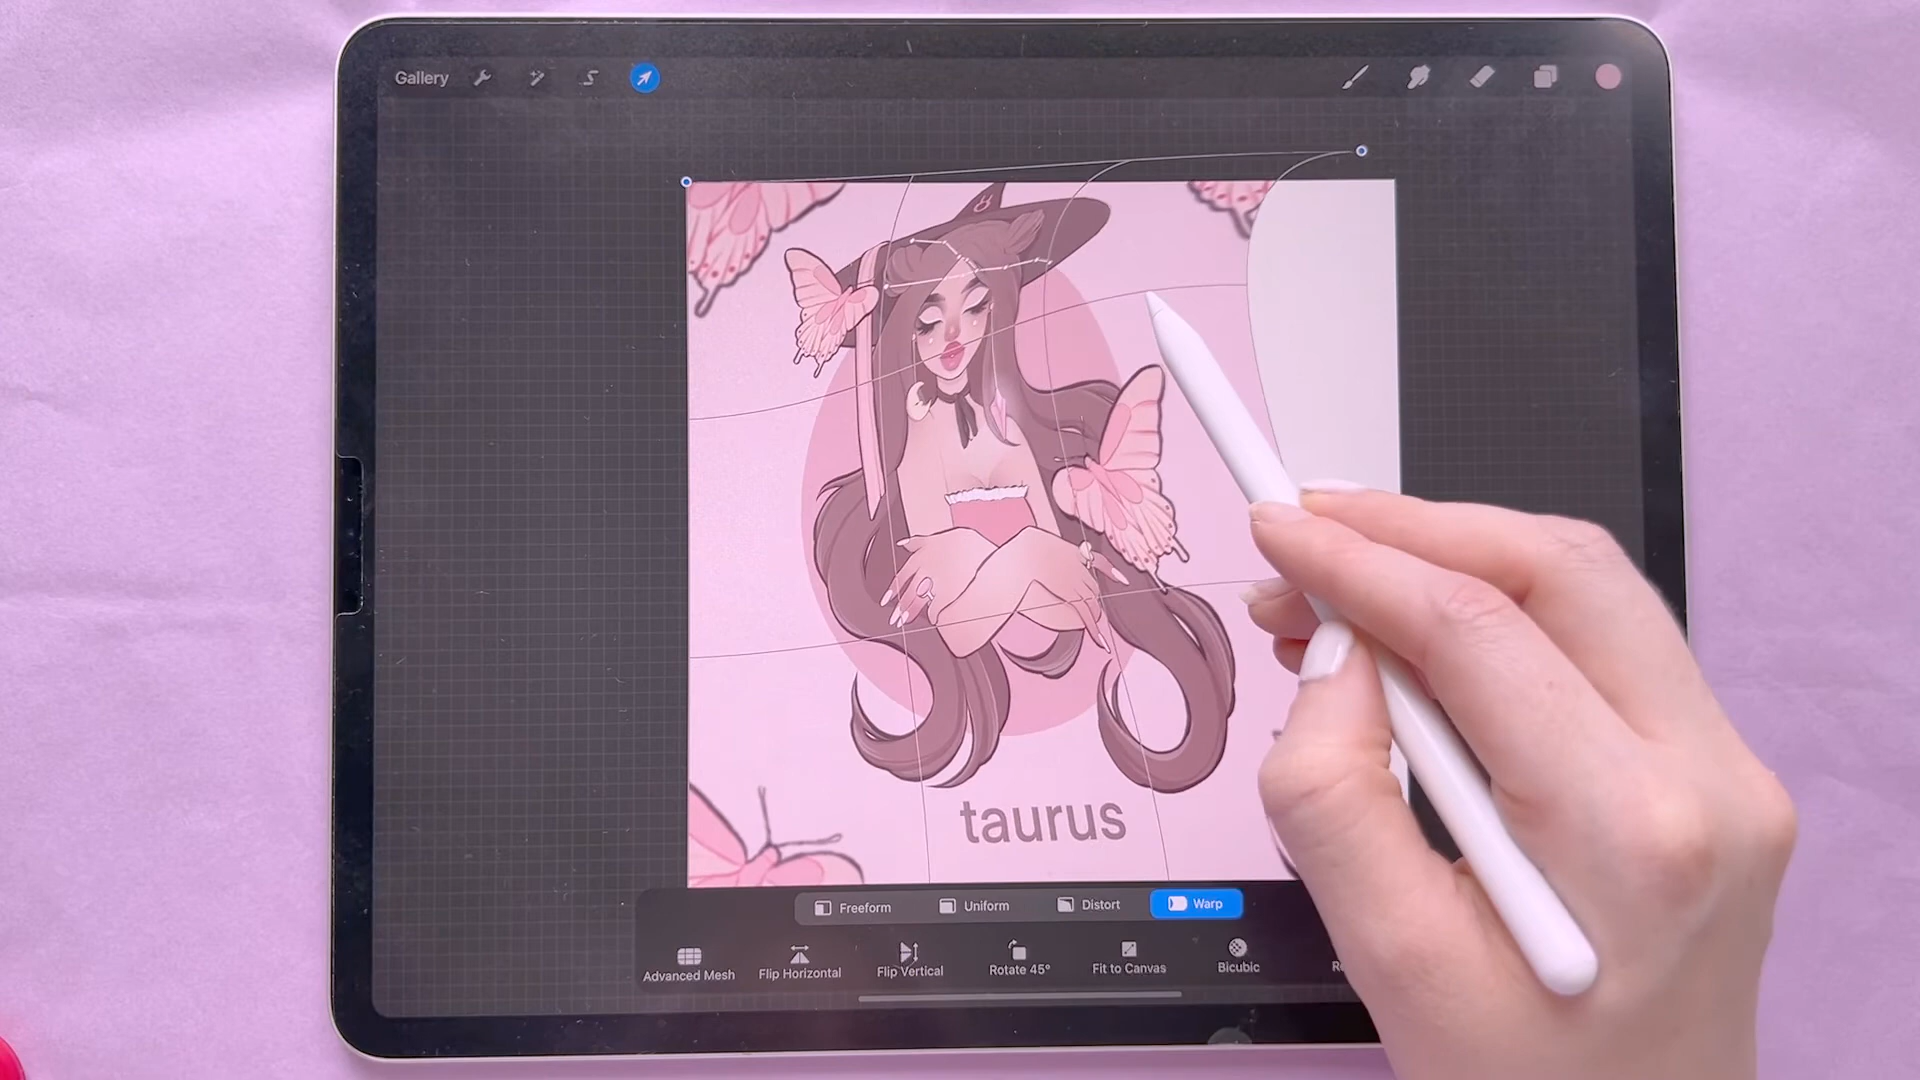 Gallery
taurus
Freeform Uniform Distort Warp
Advanced Mesh Flip Horizontal Flip Vertical Rotate 45° Fit to Canvas Bicubic